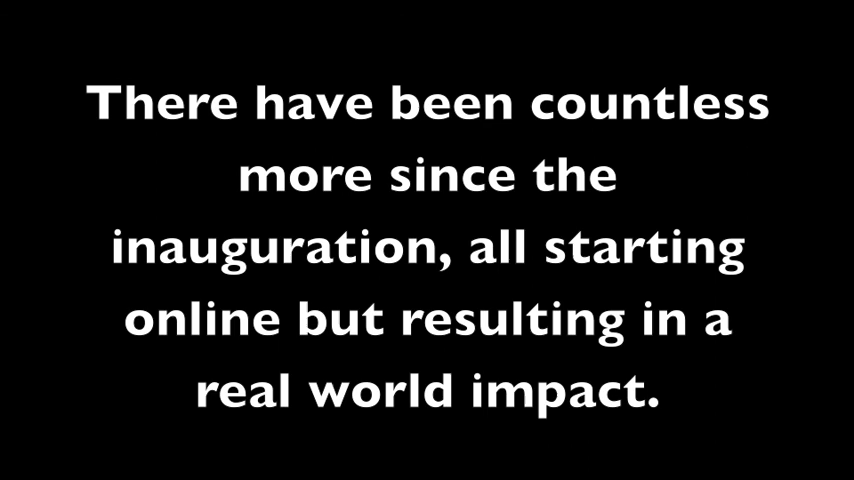 There have been countless
more since the
inauguration, all starting
online but resulting in a
real world impact.